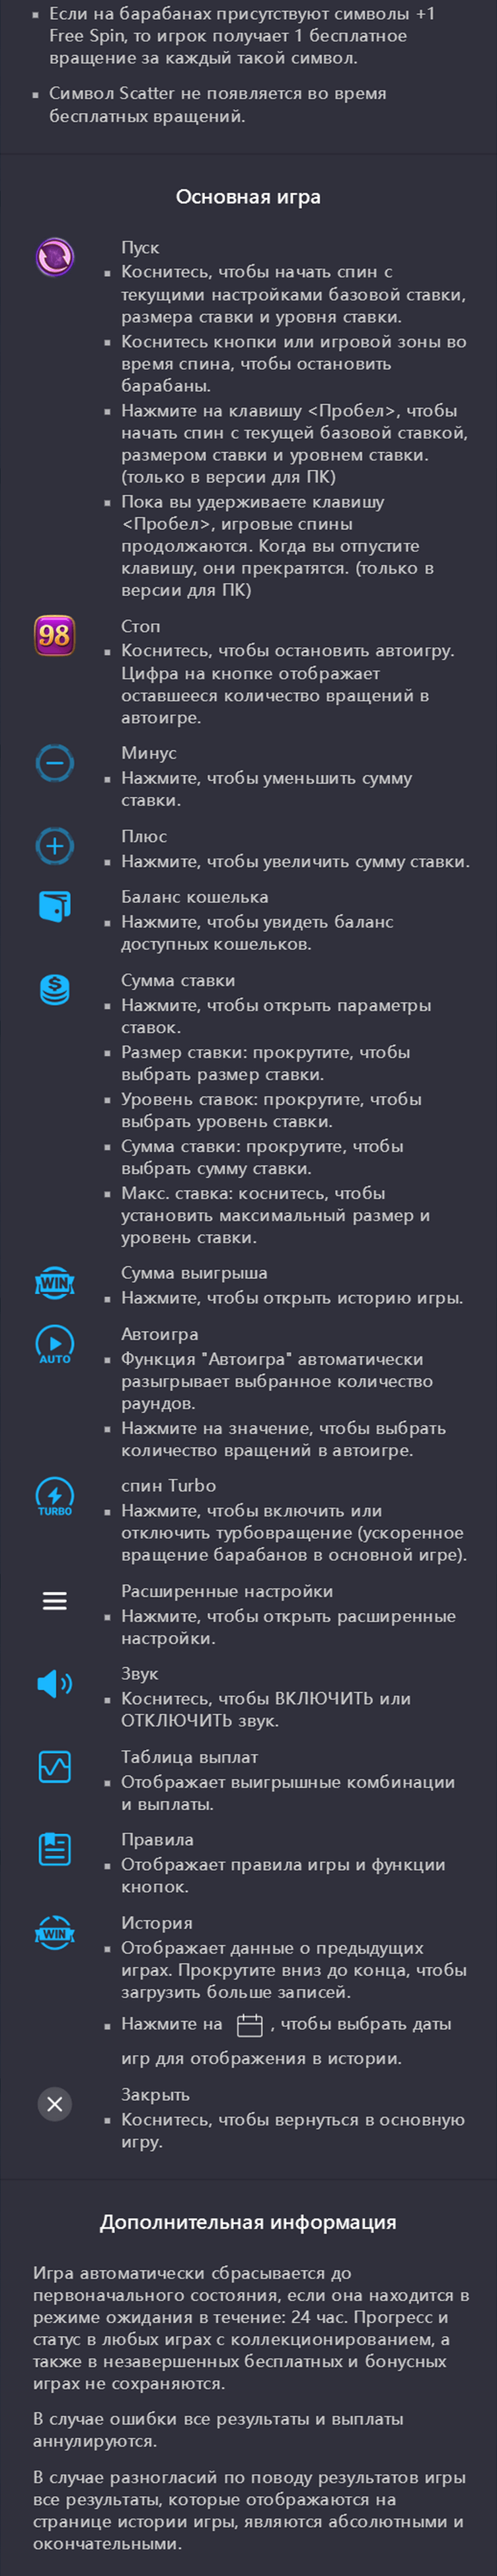 Если на барабанах присутствуют символы +1
Free Spin, то игрок получает 1 бесплатное
вращение за каждый такой символ.
Символ Scatter не появляется во время
бесплатных вращений.
Основная игра
Пуск
Коснитесь, чтобы начать спин с
текущими настройками базовой ставки,
размера ставки и уровня ставки.
Коснитесь кнопки или игровой зоны во
время спина, чтобы остановить
барабаны.
Нажмите на клавишу <Пробел>, чтобы
начать спин с текущей базовой ставкой,
размером ставки и уровнем ставки.
(только в версии для ПК)
Пока вы удерживаете клавишу
<Пробел>, игровые спины
продолжаются. Когда вы отпустите
клавишу, они прекратятся. (только в
версии для ПК)
98
Стоп
Коснитесь, чтобы остановить автоигру.
Цифра на кнопке отображает
оставшееся количество вращений в
автоигре.
Минус
Нажмите, чтобы уменьшить сумму
ставки.
Плюс
Нажмите, чтобы увеличить сумму ставки.
Баланс кошелька
Нажмите, чтобы увидеть баланс
доступных кошельков.
Сумма ставки
Нажмите, чтобы открыть параметры
ставок.
Размер ставки: прокрутите, чтобы
выбрать размер ставки.
Уровень ставок: прокрутите, чтобы
выбрать уровень ставки.
Сумма ставки: прокрутите, чтобы
выбрать сумму ставки.
Макс. ставка: коснитесь, чтобы
установить максимальный размер и
уровень ставки.
WIN
Сумма выигрыша
Нажмите, чтобы открыть историю игры.
AUTO
Автоигра
Функция "Автоигра" автоматически
разыгрывает выбранное количество
раундов.
Нажмите на значение, чтобы выбрать
количество вращений в автоигре.
TURBO
спин Turbo
Нажмите, чтобы включить или
отключить турбовращение (ускоренное
вращение барабанов в основной игре).
Расширенные настройки
Нажмите, чтобы открыть расширенные
настройки.
Звук
Коснитесь, чтобы ВКЛЮЧИТЬ или
ОТКЛЮЧИТЬ звук.
Таблица выплат
Отображает выигрышные комбинации
и выплаты.
Правила
Отображает правила игры и функции
кнопок.
WIN
История
Отображает данные о предыдущих
играх. Прокрутите вниз до конца, чтобы
загрузить больше записей.
Нажмите на , чтобы выбрать даты
игр для отображения в истории.
Закрыть
Коснитесь, чтобы вернуться в основную
игру.
Дополнительная информация
Игра автоматически сбрасывается до
первоначального состояния, если она находится в
режиме ожидания в течение: 24 час. Прогресс и
статус в любых играх с коллекционированием, а
также в незавершенных бесплатных и бонусных
играх не сохраняются.
В случае ошибки все результаты и выплаты
аннулируются.
В случае разногласий по поводу результатов игры
все результаты, которые отображаются на
странице истории игры, являются абсолютными и
окончательными.